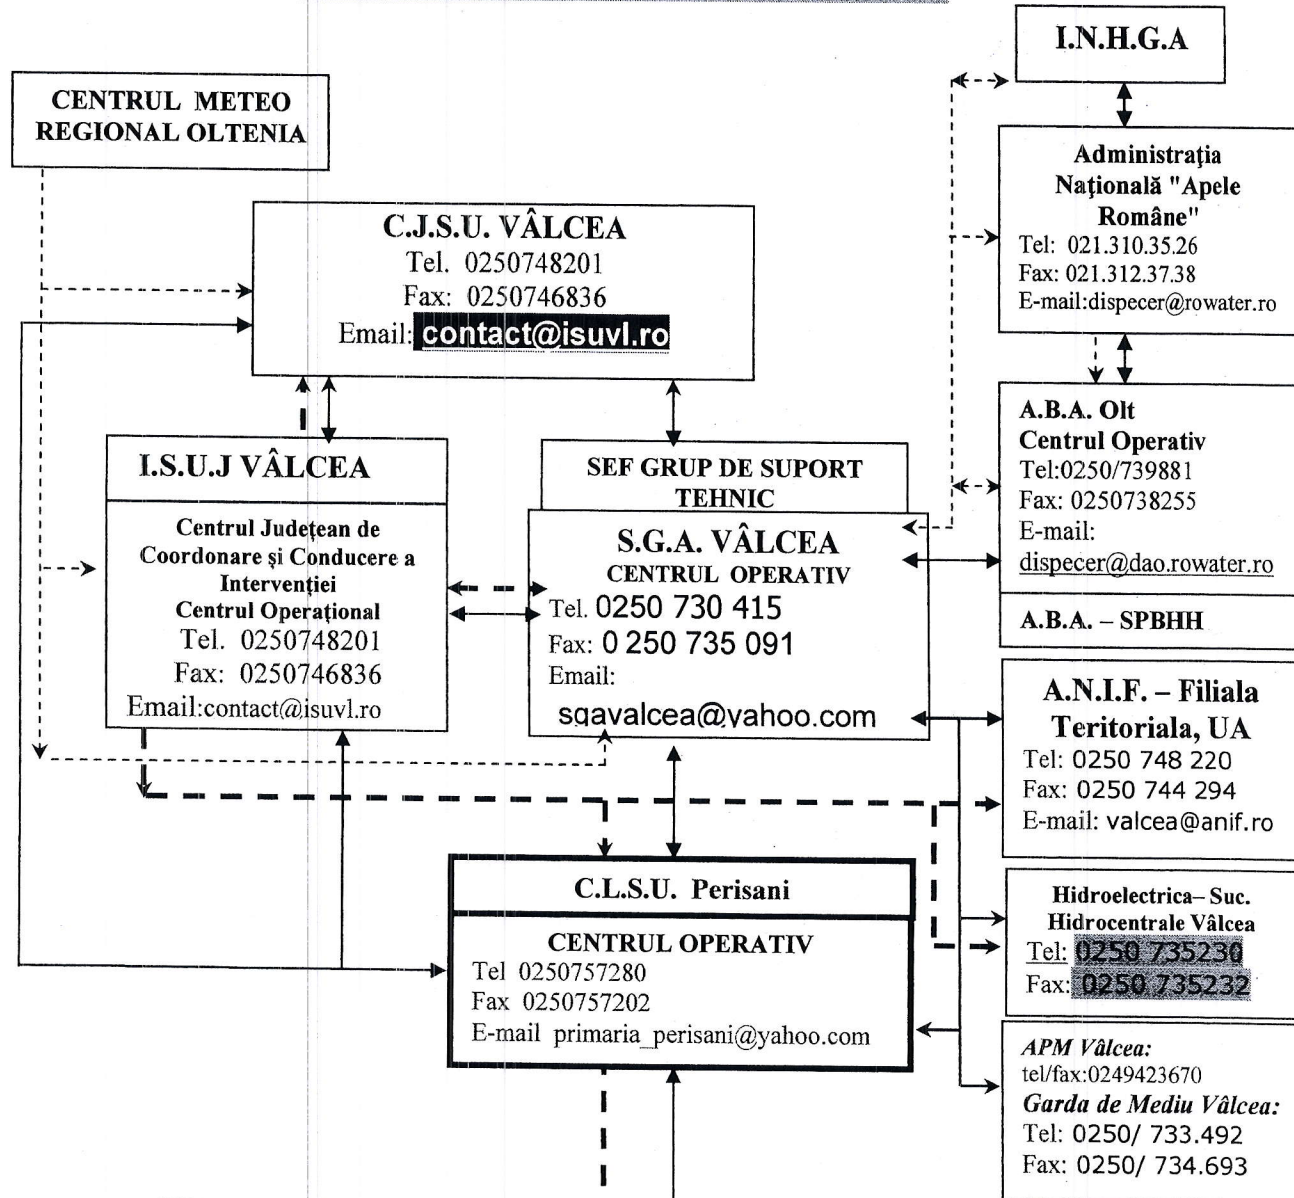 I.N.H.G.A
CENTRUL METEO
REGIONAL OLTENIA
Administraţia
Naţională "Apele
Române"
Tel: 021.310.35.26
Fax: 021.312.37.38
E-mail:dispecer@rowater.ro
C.J.S.U. VÂLCEA
Tel. 0250748201
Fax: 0250746836
Email: contact@isuvl.ro
A.B.A. Olt
Centrul Operativ
Tel:0250/739881
Fax: 0250738255
E-mail:
dispecer@dao.rowater.ro
A.B.A. – SPBHH
I.S.U.J VÂLCEA
Centrul Judeţean de
Coordonare şi Conducere a
Intervenţiei
Centrul Operaţional
Tel. 0250748201
Fax: 0250746836
Email:contact@isuvl.ro
SEF GRUP DE SUPORT
TEHNIC
S.G.A. VÂLCEA
CENTRUL OPERATIV
Tel. 0250 730 415
Fax: 0 250 735 091
Email:
sgavalcea@yahoo.com
A.N.I.F. – Filiala
Teritoriala, UA
Tel: 0250 748 220
Fax: 0250 744 294
E-mail: valcea@anif.ro
C.L.S.U. Perisani
CENTRUL OPERATIV
Tel 0250757280
Fax 0250757202
E-mail primaria_perisani@yahoo.com
Hidroelectrica– Suc.
Hidrocentrale Vâlcea
Tel: 0250 735230
Fax: 0250 735232
APM Vâlcea:
tel/fax:0249423670
Garda de Mediu Vâlcea:
Tel: 0250/ 733.492
Fax: 0250/ 734.693